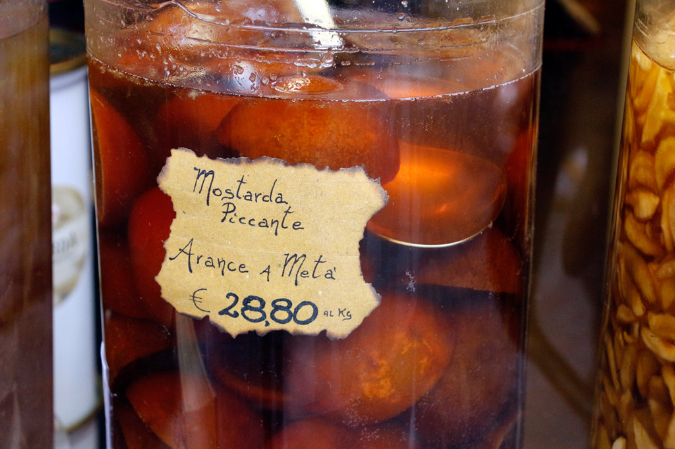 Mostarda
Piccante
Arance a Metà
€ 28,80 AL Kg